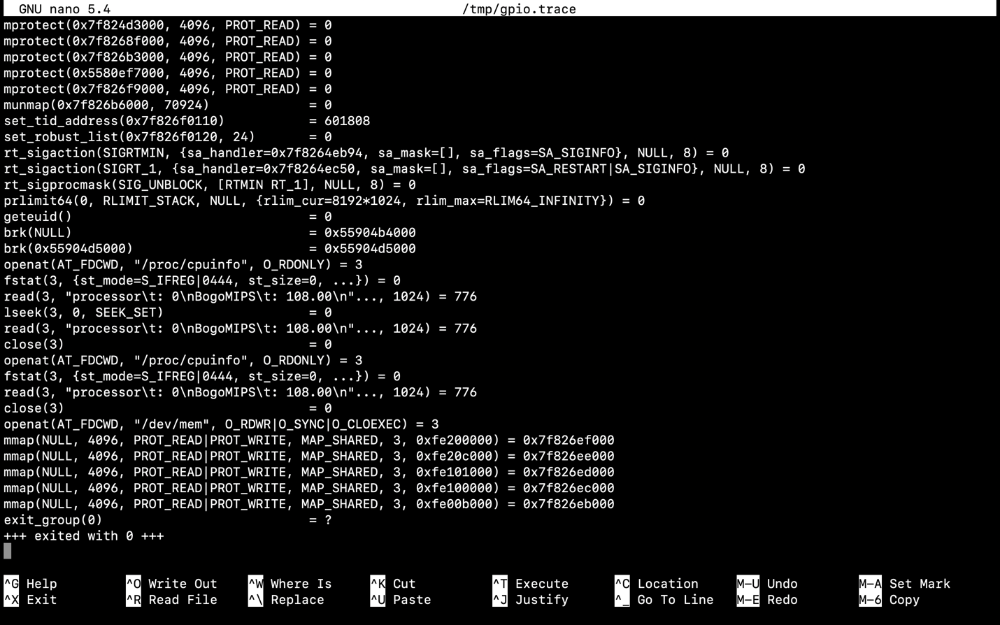 GNU nano 5.4 /tmp/gpio.trace
mprotect(0x7f824d3000, 4096, PROT_READ) = 0
mprotect(0x7f8268f000, 4096, PROT_READ) = 0
mprotect(0x7f826b3000, 4096, PROT_READ) = 0
mprotect(0x5580ef7000, 4096, PROT_READ) = 0
mprotect(0x7f826f9000, 4096, PROT_READ) = 0
munmap(0x7f826b6000, 70924) = 0
set_tid_address(0x7f826f0110) = 601808
set_robust_list(0x7f826f0120, 24) = 0
rt_sigaction(SIGRTMIN, {sa_handler=0x7f8264eb94, sa_mask=[], sa_flags=SA_SIGINFO}, NULL, 8) = 0
rt_sigaction(SIGRT_1, {sa_handler=0x7f8264ec50, sa_mask=[], sa_flags=SA_RESTART|SA_SIGINFO}, NULL, 8) = 0
rt_sigprocmask(SIG_UNBLOCK, [RTMIN RT_1], NULL, 8) = 0
prlimit64(0, RLIMIT_STACK, NULL, {rlim_cur=8192*1024, rlim_max=RLIM64_INFINITY}) = 0
geteuid() = 0
brk(NULL) = 0x55904b4000
brk(0x55904d5000) = 0x55904d5000
openat(AT_FDCWD, "/proc/cpuinfo", O_RDONLY) = 3
fstat(3, {st_mode=S_IFREG|0444, st_size=0, ...}) = 0
read(3, "processor\t: 0\nBogoMIPS\t: 108.00\n"..., 1024) = 776
lseek(3, 0, SEEK_SET) = 0
read(3, "processor\t: 0\nBogoMIPS\t: 108.00\n"..., 1024) = 776
close(3) = 0
openat(AT_FDCWD, "/proc/cpuinfo", O_RDONLY) = 3
fstat(3, {st_mode=S_IFREG|0444, st_size=0, ...}) = 0
read(3, "processor\t: 0\nBogoMIPS\t: 108.00\n"..., 1024) = 776
close(3) = 0
openat(AT_FDCWD, "/dev/mem", O_RDWR|O_SYNC|O_CLOEXEC) = 3
mmap(NULL, 4096, PROT_READ|PROT_WRITE, MAP_SHARED, 3, 0xfe200000) = 0x7f826ef000
mmap(NULL, 4096, PROT_READ|PROT_WRITE, MAP_SHARED, 3, 0xfe20c000) = 0x7f826ee000
mmap(NULL, 4096, PROT_READ|PROT_WRITE, MAP_SHARED, 3, 0xfe101000) = 0x7f826ed000
mmap(NULL, 4096, PROT_READ|PROT_WRITE, MAP_SHARED, 3, 0xfe100000) = 0x7f826ec000
mmap(NULL, 4096, PROT_READ|PROT_WRITE, MAP_SHARED, 3, 0xfe00b000) = 0x7f826eb000
exit_group(0) = ?
+++ exited with 0 +++
^G Help ^O Write Out ^W Where Is ^K Cut ^T Execute ^C Location M-U Undo M-A Set Mark
^X Exit ^R Read File ^\ Replace ^U Paste ^J Justify ^_ Go To Line M-E Redo M-6 Copy